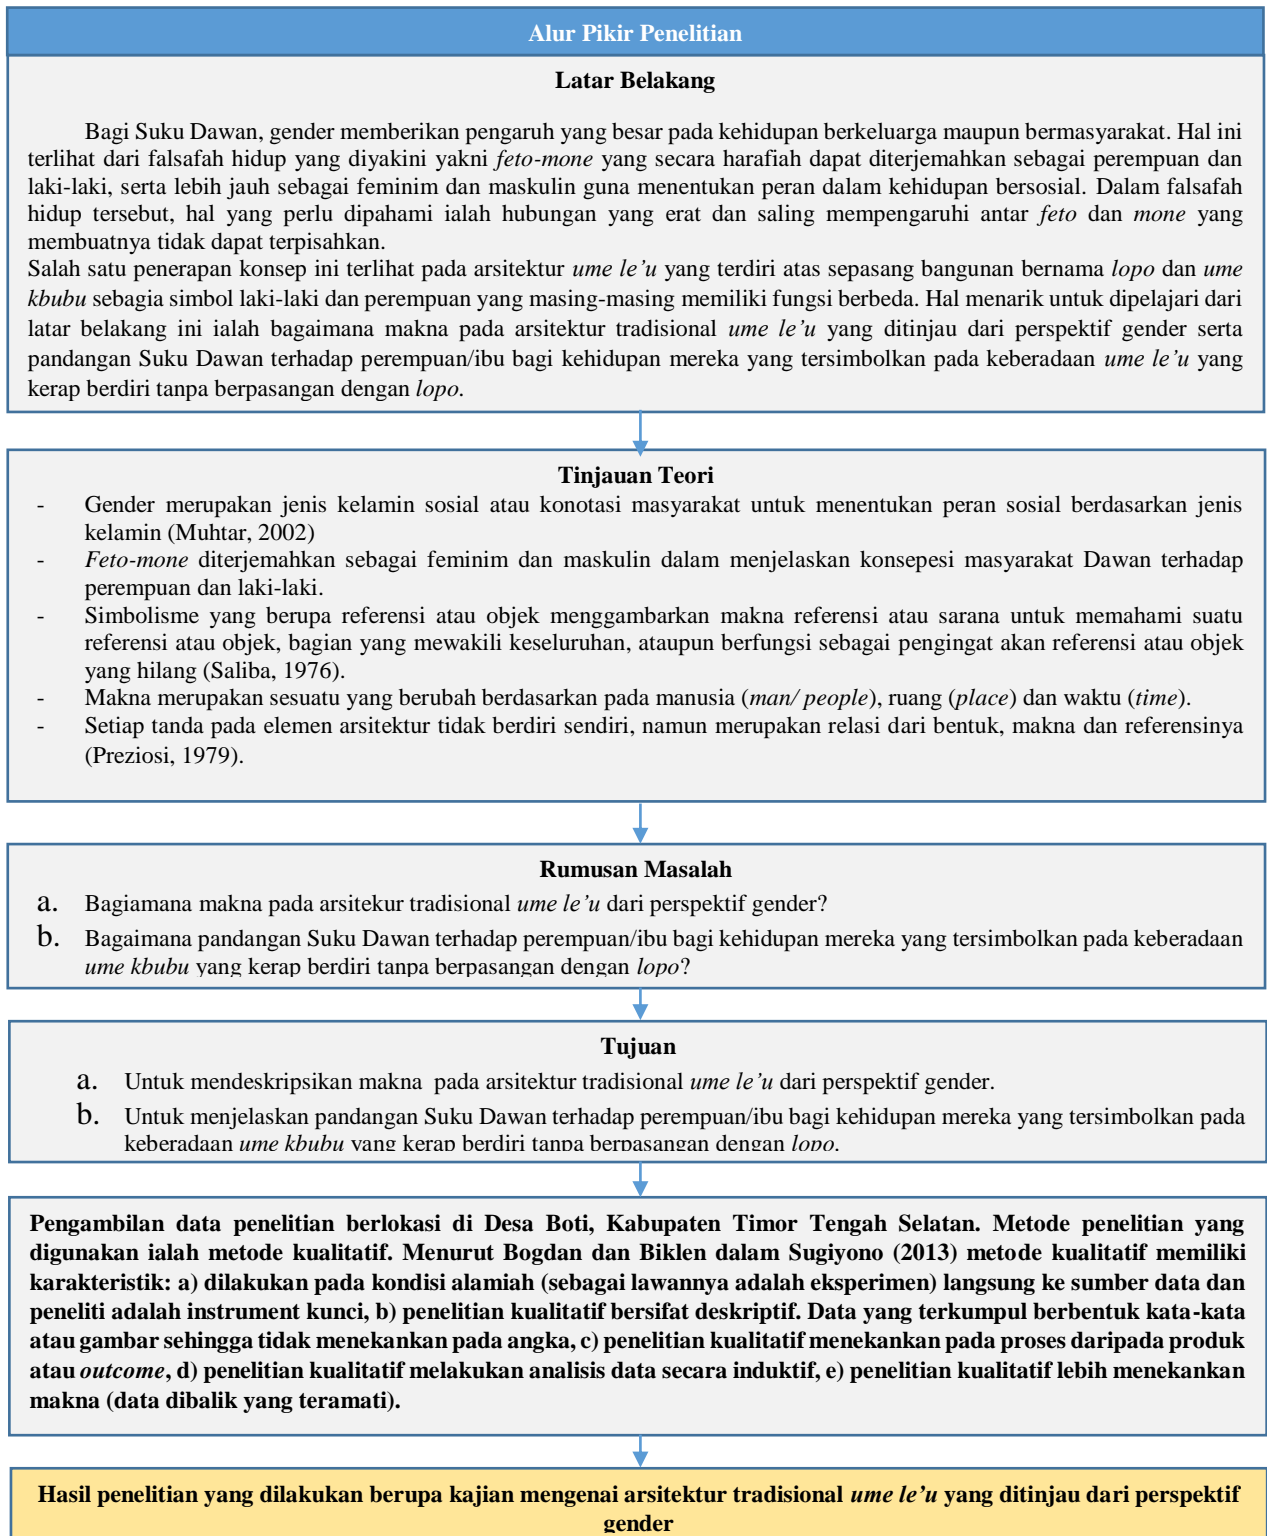 Alur Pikir Penelitian
Latar Belakang
Bagi Suku Dawan, gender memberikan pengaruh yang besar pada kehidupan berkeluarga maupun bermasyarakat. Hal ini
terlihat dari falsafah hidup yang diyakini yakni feto-mone yang secara harafiah dapat diterjemahkan sebagai perempuan dan
laki-laki, serta lebih jauh sebagai feminim dan maskulin guna menentukan peran dalam kehidupan bersosial. Dalam falsafah
hidup tersebut, hal yang perlu dipahami ialah hubungan yang erat dan saling mempengaruhi antar feto dan mone yang
membuatnya tidak dapat terpisahkan.
Salah satu penerapan konsep ini terlihat pada arsitektur ume le’u yang terdiri atas sepasang bangunan bernama lopo dan ume
kbubu sebagia simbol laki-laki dan perempuan yang masing-masing memiliki fungsi berbeda. Hal menarik untuk dipelajari dari
latar belakang ini ialah bagaimana makna pada arsitektur tradisional ume le’u yang ditinjau dari perspektif gender serta
pandangan Suku Dawan terhadap perempuan/ibu bagi kehidupan mereka yang tersimbolkan pada keberadaan ume le’u yang
kerap berdiri tanpa berpasangan dengan lopo.
Tinjauan Teori
- Gender merupakan jenis kelamin sosial atau konotasi masyarakat untuk menentukan peran sosial berdasarkan jenis
kelamin (Muhtar, 2002)
- Feto-mone diterjemahkan sebagai feminim dan maskulin dalam menjelaskan konsepesi masyarakat Dawan terhadap
perempuan dan laki-laki.
- Simbolisme yang berupa referensi atau objek menggambarkan makna referensi atau sarana untuk memahami suatu
referensi atau objek, bagian yang mewakili keseluruhan, ataupun berfungsi sebagai pengingat akan referensi atau objek
yang hilang (Saliba, 1976).
- Makna merupakan sesuatu yang berubah berdasarkan pada manusia (man/ people), ruang (place) dan waktu (time).
- Setiap tanda pada elemen arsitektur tidak berdiri sendiri, namun merupakan relasi dari bentuk, makna dan referensinya
(Preziosi, 1979).
Rumusan Masalah
a. Bagiamana makna pada arsitekur tradisional ume le’u dari perspektif gender?
b. Bagaimana pandangan Suku Dawan terhadap perempuan/ibu bagi kehidupan mereka yang tersimbolkan pada keberadaan
ume kbubu yang kerap berdiri tanpa berpasangan dengan lopo?
Tujuan
a. Untuk mendeskripsikan makna pada arsitektur tradisional ume le’u dari perspektif gender.
b. Untuk menjelaskan pandangan Suku Dawan terhadap perempuan/ibu bagi kehidupan mereka yang tersimbolkan pada
keberadaan ume kbubu yang kerap berdiri tanpa berpasangan dengan lopo.
Pengambilan data penelitian berlokasi di Desa Boti, Kabupaten Timor Tengah Selatan. Metode penelitian yang
digunakan ialah metode kualitatif. Menurut Bogdan dan Biklen dalam Sugiyono (2013) metode kualitatif memiliki
karakteristik: a) dilakukan pada kondisi alamiah (sebagai lawannya adalah eksperimen) langsung ke sumber data dan
peneliti adalah instrument kunci, b) penelitian kualitatif bersifat deskriptif. Data yang terkumpul berbentuk kata-kata
atau gambar sehingga tidak menekankan pada angka, c) penelitian kualitatif menekankan pada proses daripada produk
atau outcome, d) penelitian kualitatif melakukan analisis data secara induktif, e) penelitian kualitatif lebih menekankan
makna (data dibalik yang teramati).
Hasil penelitian yang dilakukan berupa kajian mengenai arsitektur tradisional ume le’u yang ditinjau dari perspektif
gender